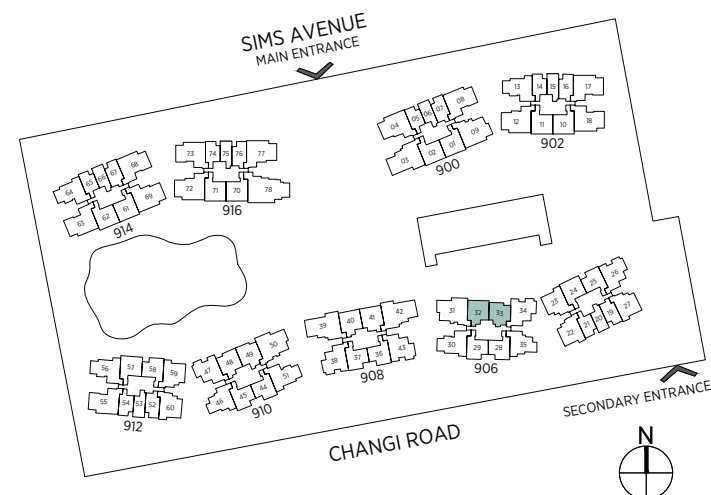 SIMS AVENUE
MAIN ENTRANCE
13 14 15 16 17
12 11 10 18
902
04 05 06 07 08
03 02 01 09
900
73 74 75 76 77
72 71 70 78
916
64 65 66 67 68
63 62 61 69
914
23 24 25 26
22 21 20 19 27
31 32 33 34
30 29 28 35
906
39 40 41 42
38 37 36 43
908
47 48 49 50
46 45 44 51
910
56 57 58 59
55 54 53 52 60
912
SECONDARY ENTRANCE
CHANGI ROAD
N